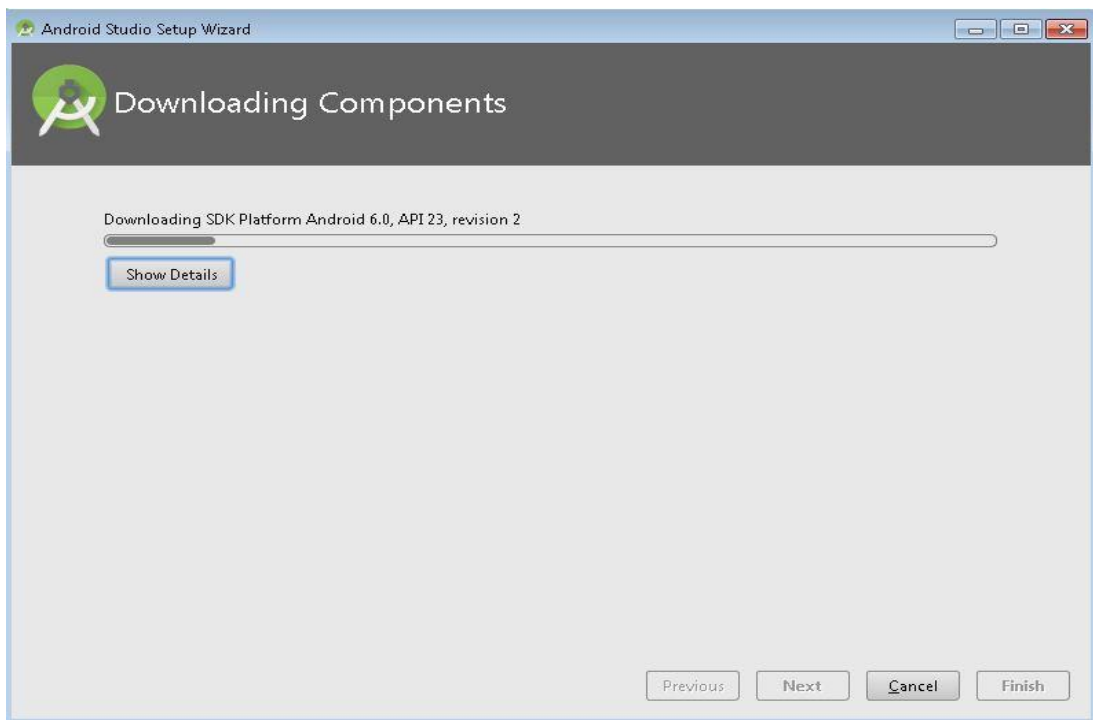 Android Studio Setup Wizard
Downloading Components
Downloading SDK Platform Android 6.0, API 23, revision 2
Show Details
Previous
Next
Cancel
Finish